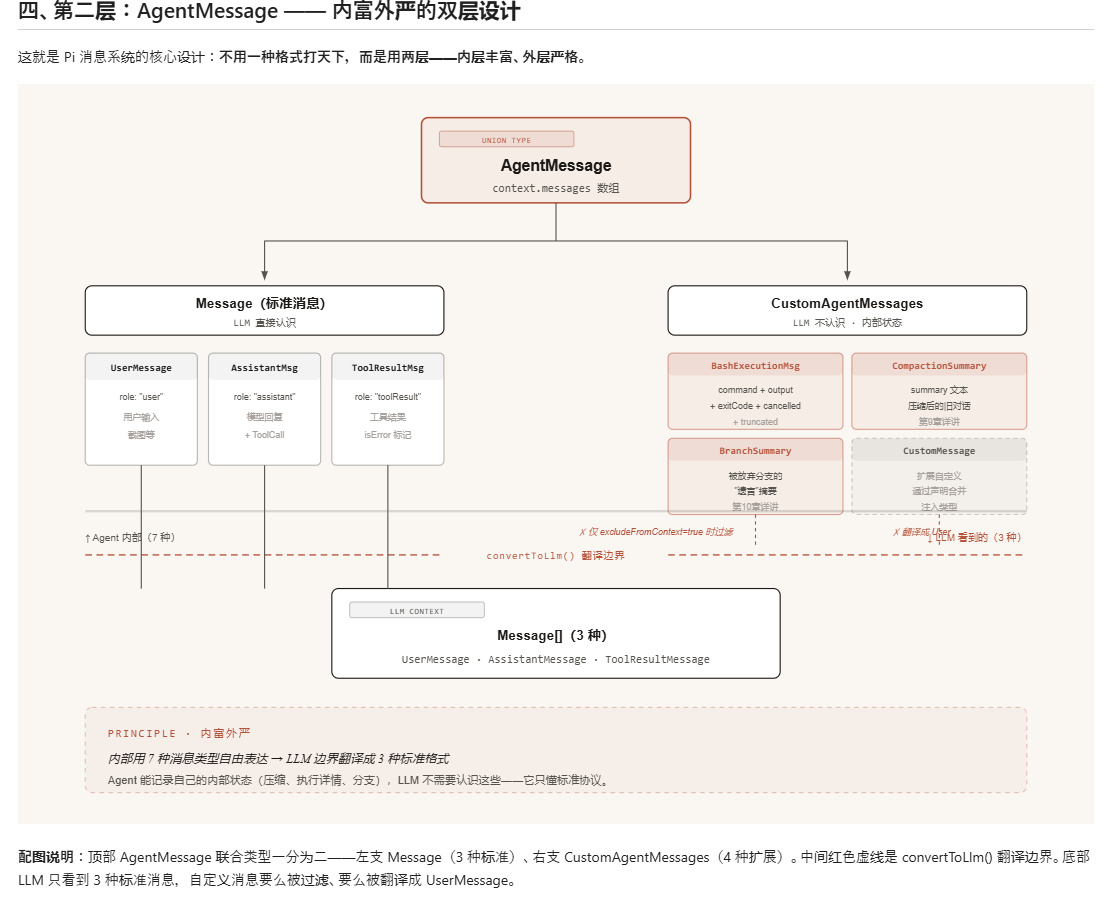 四、第二层：AgentMessage —— 内富外严的双层设计
这就是 Pi 消息系统的核心设计：不用一种格式打天下，而是用两层——内层丰富、外层严格。
UNION TYPE
AgentMessage
context.messages 数组
Message（标准消息）
LLM 直接认识
CustomAgentMessages
LLM 不认识 · 内部状态
UserMessage
role: "user"
用户输入
截图等
AssistantMsg
role: "assistant"
模型回复
+ ToolCall
ToolResultMsg
role: "toolResult"
工具结果
isError 标记
BashExecutionMsg
command + output
+ exitCode + cancelled
+ truncated
CompactionSummary
summary 文本
压缩后的旧对话
第9章详讲
BranchSummary
被放弃分支的
"遗言"摘要
第10章详讲
CustomMessage
扩展自定义
通过声明合并
注入类型
↑ Agent 内部（7 种）
✗ 仅 excludeFromContext=true 时过滤
✗ 翻译成 User
↓ LLM 看到的（3 种）
convertToLlm() 翻译边界
LLM CONTEXT
Message[]（3 种）
UserMessage · AssistantMessage · ToolResultMessage
PRINCIPLE · 内富外严
内部用 7 种消息类型自由表达 → LLM 边界翻译成 3 种标准格式
Agent 能记录自己的内部状态（压缩、执行详情、分支），LLM 不需要认识这些——它只懂标准协议。
配图说明：顶部 AgentMessage 联合类型一分为二——左支 Message（3 种标准）、右支 CustomAgentMessages（4 种扩展）。中间红色虚线是 convertToLlm() 翻译边界。底部
LLM 只看到 3 种标准消息，自定义消息要么被过滤、要么被翻译成 UserMessage。